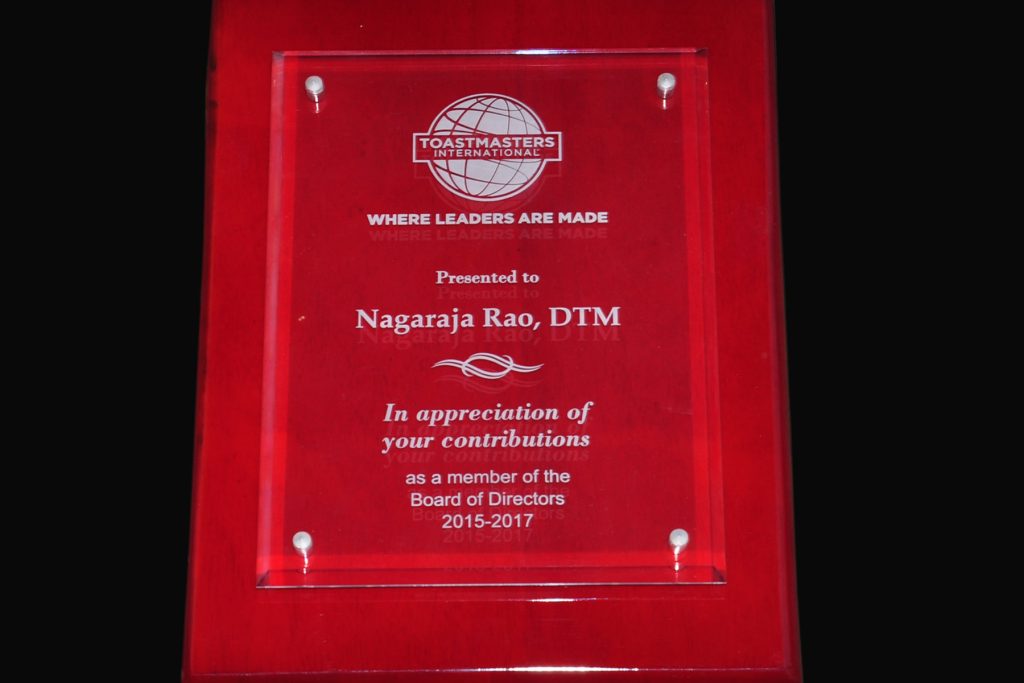 TOASTMASTERS
INTERNATIONAL
WHERE LEADERS ARE MADE
Presented to
Nagaraja Rao, DTM
In appreciation of
your contributions
as a member of the
Board of Directors
2015-2017